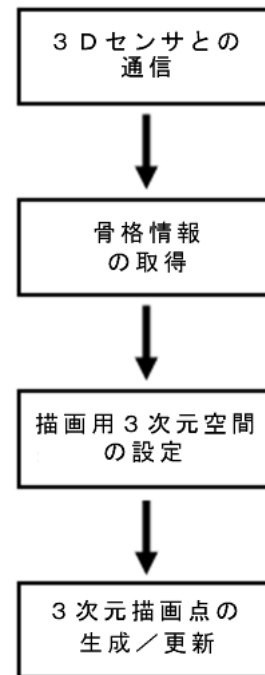 ３Ｄセンサとの
通信
骨格情報
の取得
描画用３次元空間
の設定
３次元描画点の
生成／更新